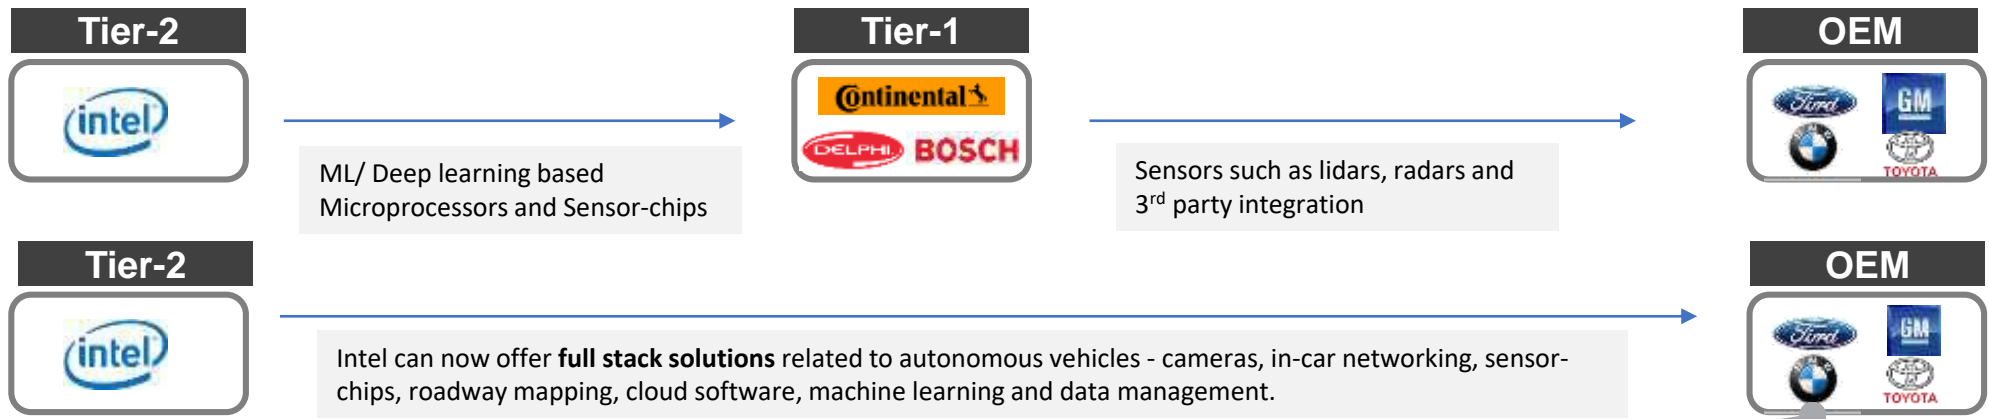 Tier-2
Tier-1
OEM
intel
Continental
DELPHI
BOSCH
Ford
GM
TOYOTA
ML/ Deep learning based
Microprocessors and Sensor-chips
Sensors such as lidars, radars and
3rd party integration
Tier-2
OEM
intel
Ford
GM
TOYOTA
Intel can now offer full stack solutions related to autonomous vehicles - cameras, in-car networking, sensor-
chips, roadway mapping, cloud software, machine learning and data management.